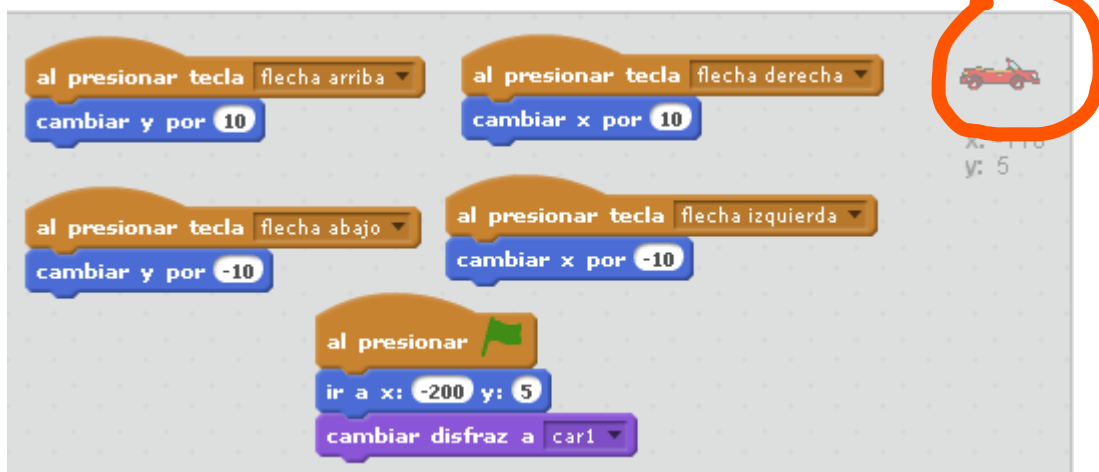 al presionar tecla flecha arriba
cambiar y por 10
al presionar tecla flecha derecha
cambiar x por 10
y: 5
al presionar tecla flecha abajo
cambiar y por -10
al presionar tecla flecha izquierda
cambiar x por -10
al presionar
ir a x: -200 y: 5
cambiar disfraz a car1